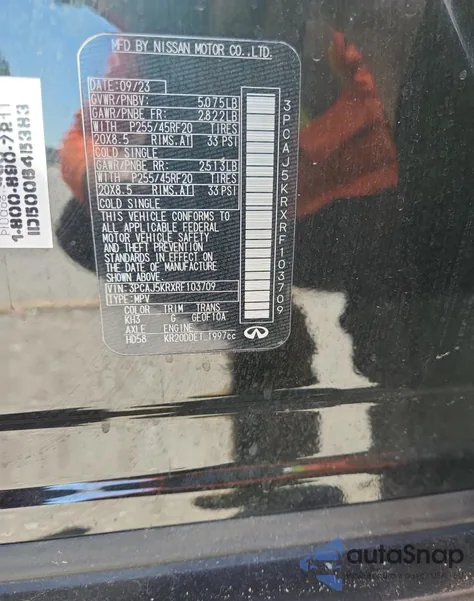 MFD BY NISSAN MOTOR CO.,LTD.
DATE:09/23
GVWR/PNBV: 5,075LB
GAWR/PNBE FR: 2822LB
WITH P255/45RF20 TIRES
20X8.5 RIMS.AT 33 PSI
COLD SINGLE
GAWR/PNBE RR: 2513LB
WITH P255/45RF20 TIRES
20X8.5 RIMS.AT 33 PSI
COLD SINGLE
THIS VEHICLE CONFORMS TO
ALL APPLICABLE FEDERAL
MOTOR VEHICLE SAFETY
AND THEFT PREVENTION
STANDARDS IN EFFECT ON
THE DATE OF MANUFACTURE
SHOWN ABOVE.
VIN:3PCAJ5KRXRF103709
TYPE:MPV
COLOR TRIM TRANS
KH3 G GE0F10A
AXLE ENGINE
HD58 KR20DDET 1997cc
3PCAJ5KRXRF103709
1-800-890-7811
autoSnap